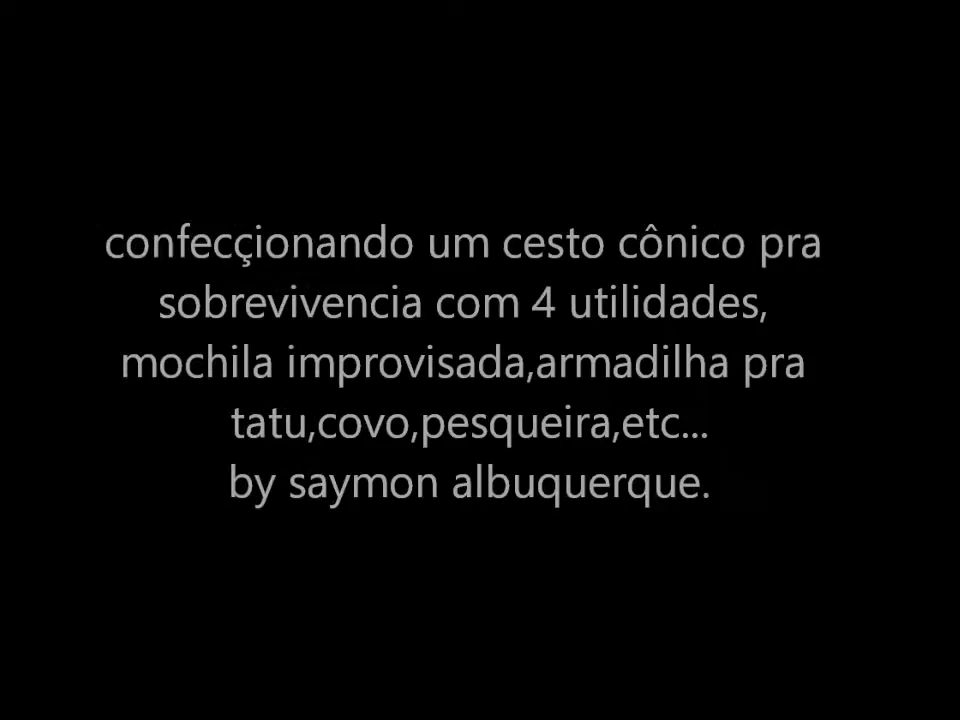 confecçionando um cesto cônico pra
sobrevivencia com 4 utilidades,
mochila improvisada,armadilha pra
tatu,covo,pesqueira,etc...
by saymon albuquerque.